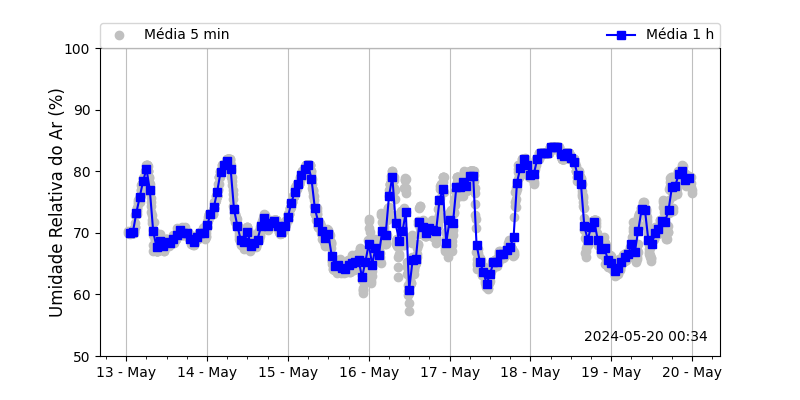 Média 5 min
Média 1 h
Umidade Relativa do Ar (%)
100
90
80
70
60
50
2024-05-20 00:34
13 - May
14 - May
15 - May
16 - May
17 - May
18 - May
19 - May
20 - May